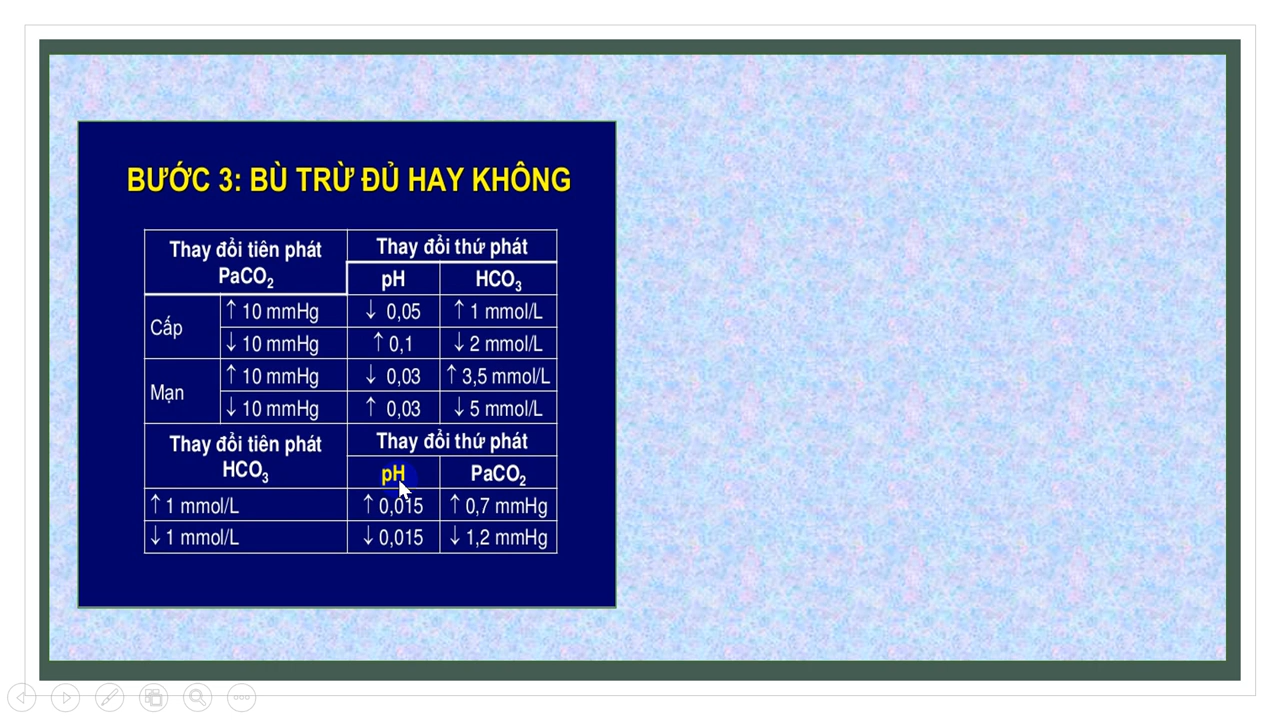 BƯỚC 3: BÙ TRỪ ĐỦ HAY KHÔNG
Thay đổi tiên phát PaCO₂
Thay đổi thứ phát
pH HCO₃
Cấp
↑ 10 mmHg ↓ 0,05 ↑ 1 mmol/L
↓ 10 mmHg ↑ 0,1 ↓ 2 mmol/L
Mạn
↑ 10 mmHg ↓ 0,03 ↑ 3,5 mmol/L
↓ 10 mmHg ↑ 0,03 ↓ 5 mmol/L
Thay đổi tiên phát HCO₃
Thay đổi thứ phát
pH PaCO₂
↑ 1 mmol/L ↑ 0,015 ↑ 0,7 mmHg
↓ 1 mmol/L ↓ 0,015 ↓ 1,2 mmHg